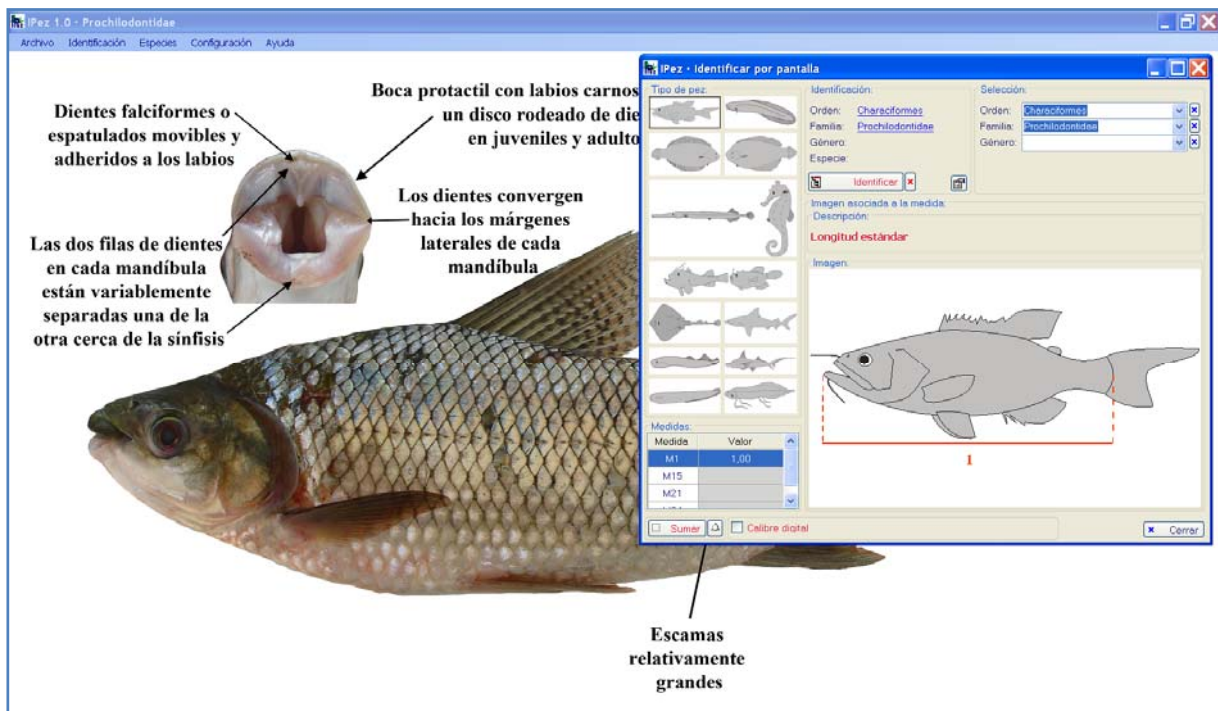 IPez 1.0 - Prochilodontidae
Archivo Identificación Especies Configuración Ayuda
Dientes falciformes o
espatulados movibles y
adheridos a los labios
Boca protactil con labios carnos
un disco rodeado de die
en juveniles y adulto
Los dientes convergen
hacia los márgenes
laterales de cada
mandíbula
Las dos filas de dientes
en cada mandíbula
están variablemente
separadas una de la
otra cerca de la sínfisis
Escamas
relativamente
grandes
IPez - Identificar por pantalla
Tipo de pez:
Identificación:
Orden: Characiformes
Familia: Prochilodontidae
Género:
Especie:
Identificar
Selección:
Orden: Characiformes
Familia: Prochilodontidae
Género:
Imagen asociada a la medida:
Descripción:
Longitud estándar
Imagen:
1
Medidas:
Medida Valor
M1 1,00
M15
M21
Sumar Calibre digital
Cerrar